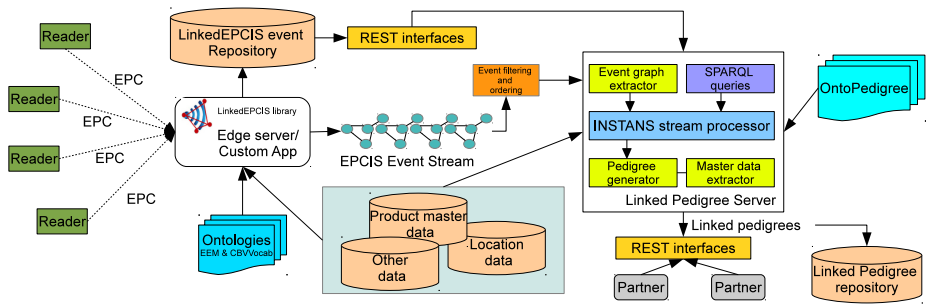 Reader
EPC
Reader
EPC
Reader
EPC
Reader
EPC
LinkedEPCIS event
Repository
REST interfaces
LinkedEPCIS library
Edge server/
Custom App
EPCIS Event Stream
Event filtering
and
ordering
Event graph
extractor
SPARQL
queries
INSTANS stream processor
Pedigree
generator
Master data
extractor
Linked Pedigree Server
OntoPedigree
Ontologies
EEM & CBVVocab
Product master
data
Other
data
Location
data
Linked pedigrees
REST interfaces
Partner
Partner
Linked Pedigree
repository